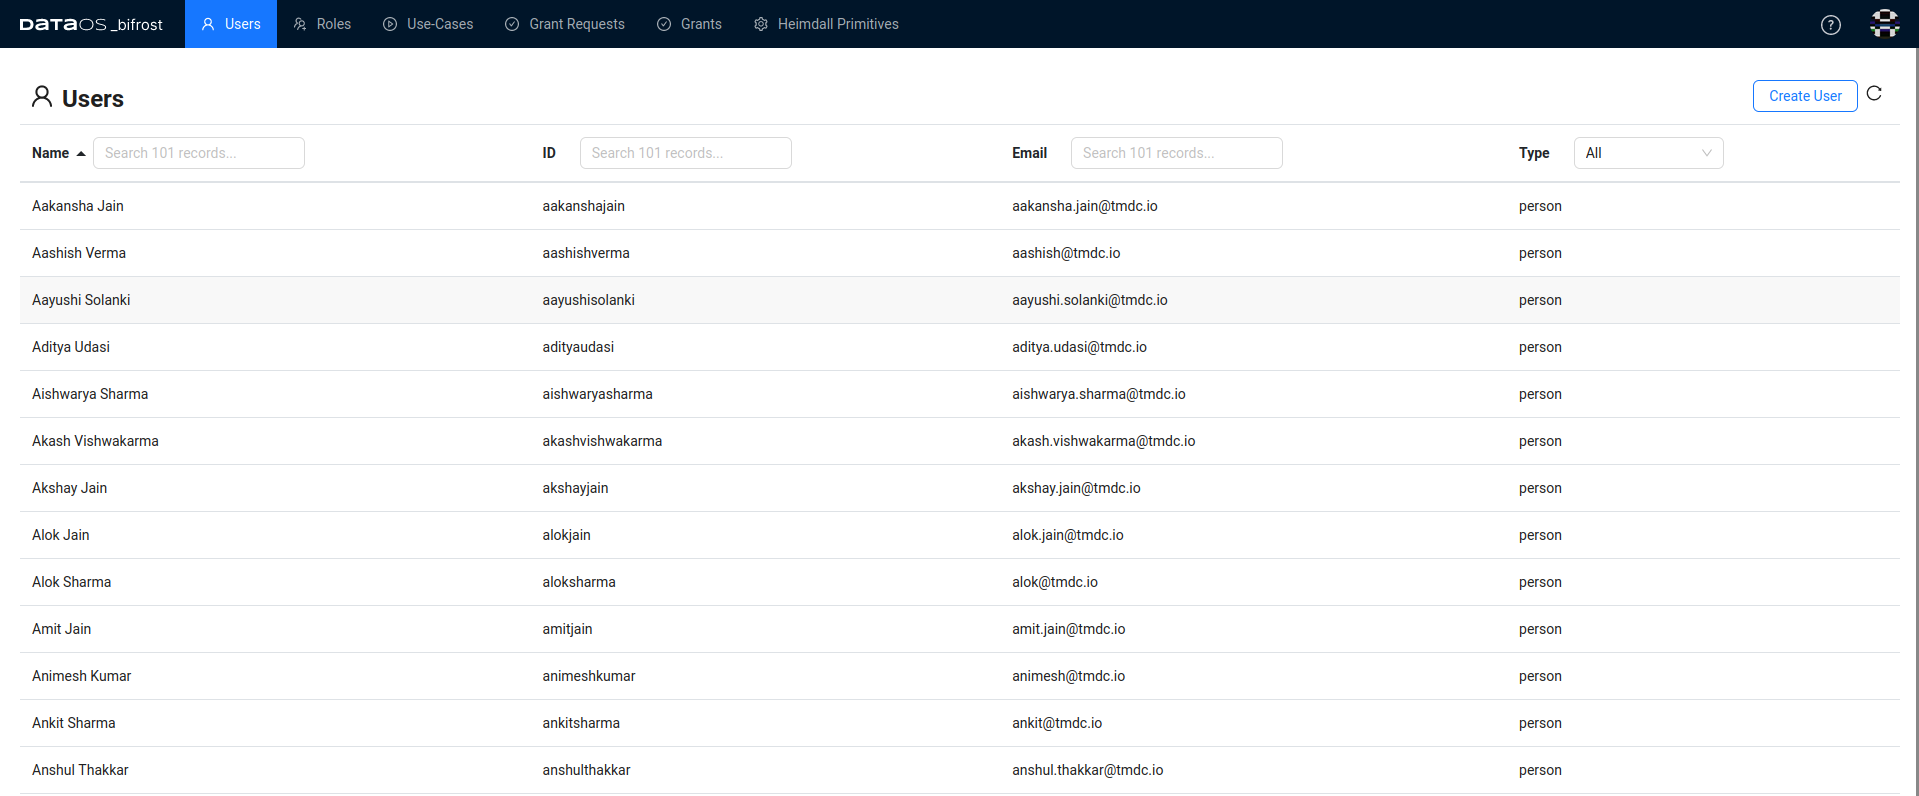 DATAOS _bifrost Users Roles Use-Cases Grant Requests Grants Heimdall Primitives
Users Create User
Name Search 101 records... ID Search 101 records... Email Search 101 records... Type All
Aakansha Jain aakanshajain aakansha.jain@tmdc.io person
Aashish Verma aashishverma aashish@tmdc.io person
Aayushi Solanki aayushisolanki aayushi.solanki@tmdc.io person
Aditya Udasi adityaudasi aditya.udasi@tmdc.io person
Aishwarya Sharma aishwaryasharma aishwarya.sharma@tmdc.io person
Akash Vishwakarma akashvishwakarma akash.vishwakarma@tmdc.io person
Akshay Jain akshayjain akshay.jain@tmdc.io person
Alok Jain alokjain alok.jain@tmdc.io person
Alok Sharma aloksharma alok@tmdc.io person
Amit Jain amitjain amit.jain@tmdc.io person
Animesh Kumar animeshkumar animesh@tmdc.io person
Ankit Sharma ankitsharma ankit@tmdc.io person
Anshul Thakkar anshulthakkar anshul.thakkar@tmdc.io person